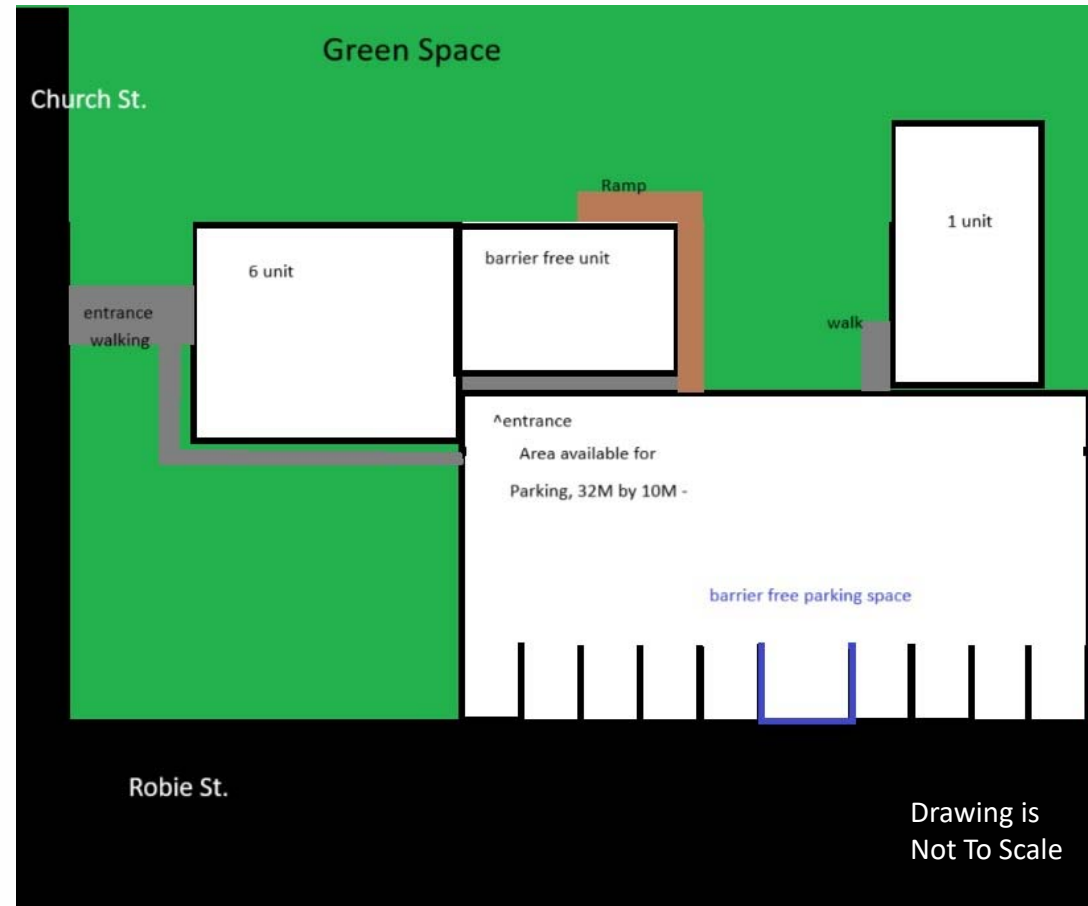 Green Space
Church St.
Ramp
1 unit
barrier free unit
6 unit
entrance
walking
walk
^entrance
Area available for
Parking, 32M by 10M -
barrier free parking space
Robie St.
Drawing is
Not To Scale